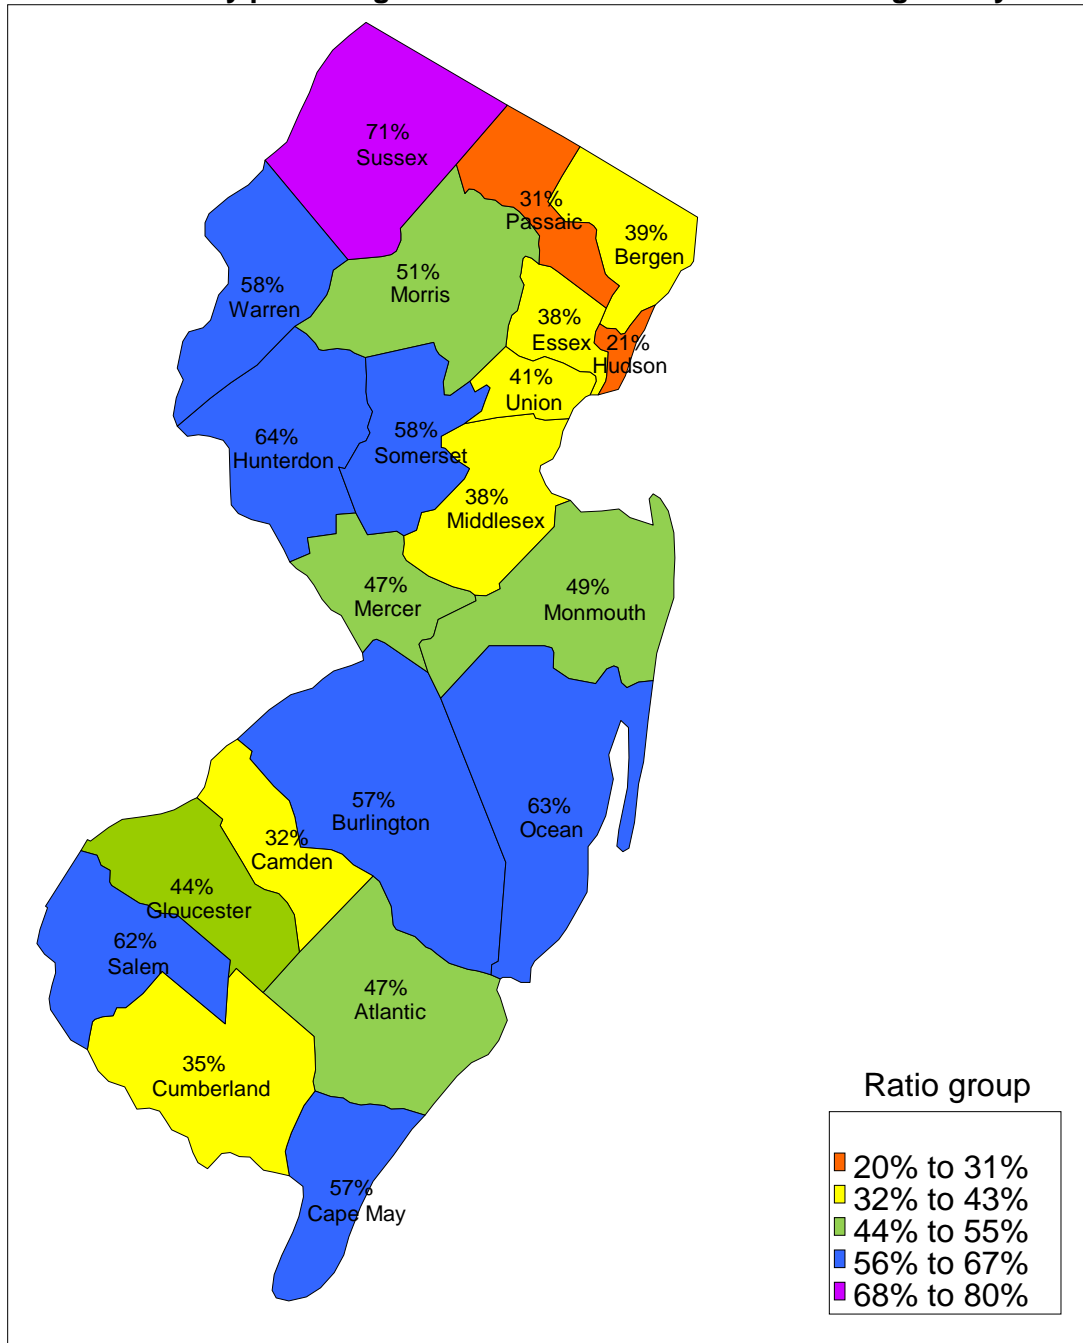 71%
Sussex
31%
Passaic
39%
Bergen
51%
Morris
58%
Warren
38%
Essex
21%
Hudson
41%
Union
64%
Hunterdon
58%
Somerset
38%
Middlesex
47%
Mercer
49%
Monmouth
57%
Burlington
63%
Ocean
32%
Camden
44%
Gloucester
62%
Salem
47%
Atlantic
35%
Cumberland
57%
Cape May
Ratio group
20% to 31%
32% to 43%
44% to 55%
56% to 67%
68% to 80%